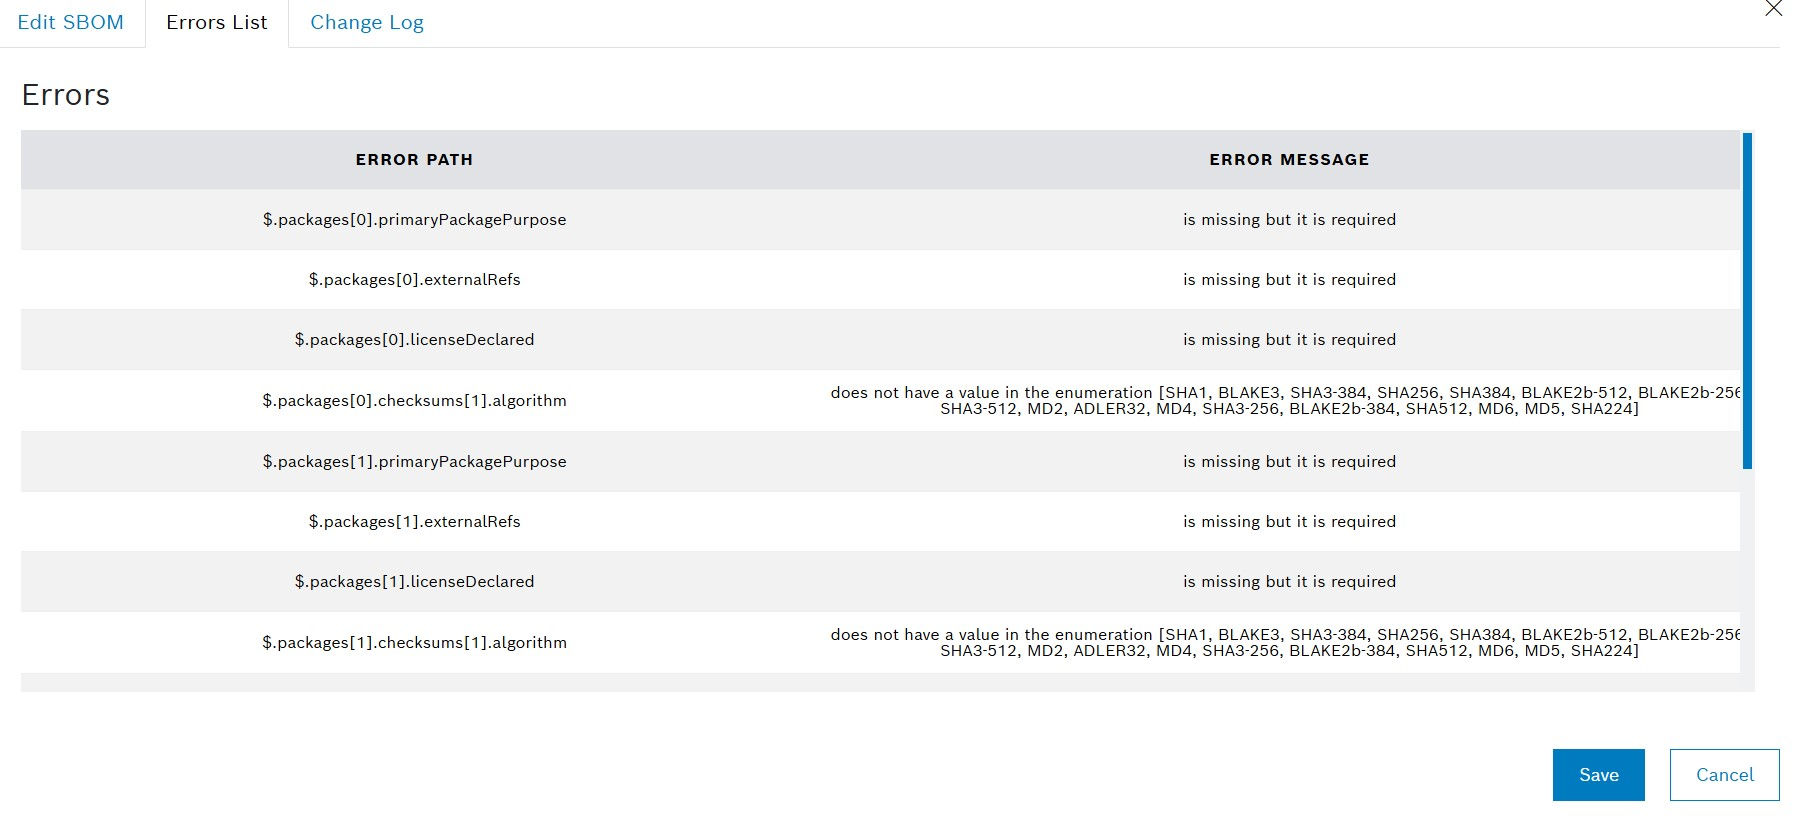 Edit SBOM
Errors List
Change Log
Errors
ERROR PATH
ERROR MESSAGE
$.packages[0].primaryPackagePurpose
is missing but it is required
$.packages[0].externalRefs
is missing but it is required
$.packages[0].licenseDeclared
is missing but it is required
$.packages[0].checksums[1].algorithm
does not have a value in the enumeration [SHA1, BLAKE3, SHA3-384, SHA256, SHA384, BLAKE2b-512, BLAKE2b-256
SHA3-512, MD2, ADLER32, MD4, SHA3-256, BLAKE2b-384, SHA512, MD6, MD5, SHA224]
$.packages[1].primaryPackagePurpose
is missing but it is required
$.packages[1].externalRefs
is missing but it is required
$.packages[1].licenseDeclared
is missing but it is required
$.packages[1].checksums[1].algorithm
does not have a value in the enumeration [SHA1, BLAKE3, SHA3-384, SHA256, SHA384, BLAKE2b-512, BLAKE2b-256
SHA3-512, MD2, ADLER32, MD4, SHA3-256, BLAKE2b-384, SHA512, MD6, MD5, SHA224]
Save
Cancel